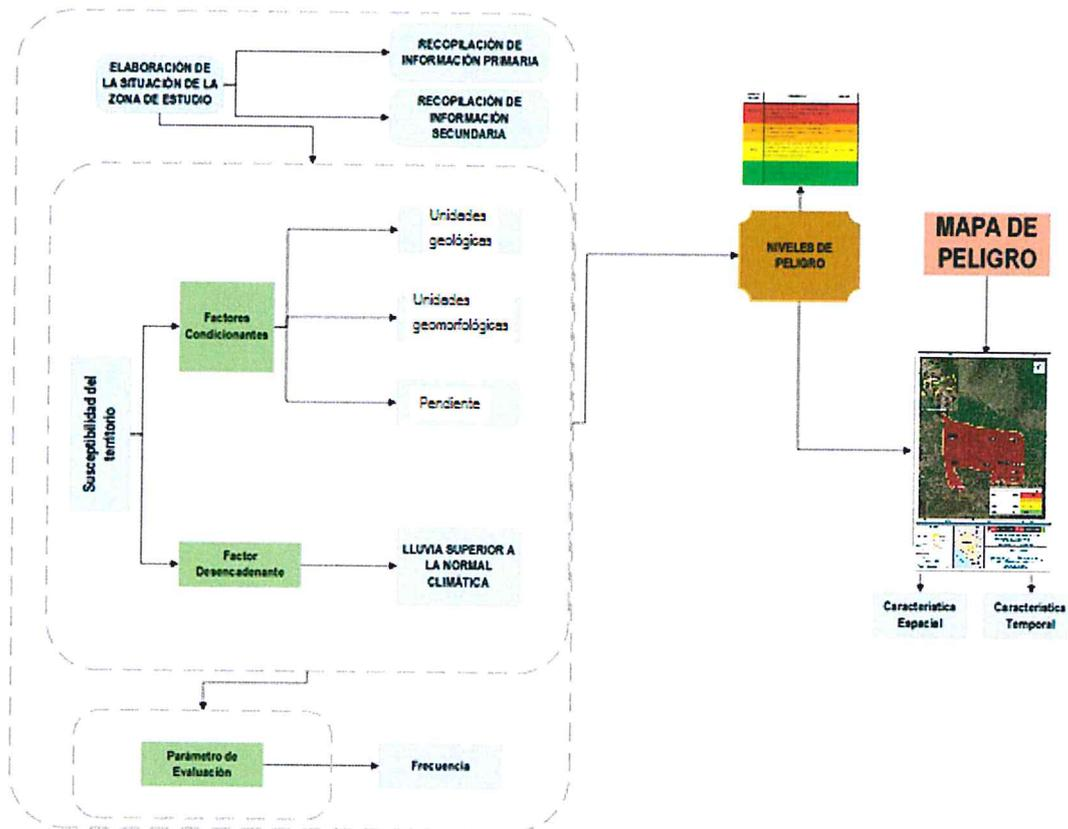 ELABORACIÓN DE
LA SITUACIÓN DE LA
ZONA DE ESTUDIO
RECOPILACIÓN DE
INFORMACIÓN PRIMARIA
RECOPILACIÓN DE
INFORMACIÓN
SECUNDARIA
Susceptibilidad del
territorio
Factores
Condicionantes
Unidades
geológicas
Unidades
geomorfológicas
Pendiente
Factor
Desencadenante
LLUVIA SUPERIOR A
LA NORMAL
CLIMÁTICA
Parámetro de
Evaluación
Frecuencia
NIVELES DE
PELIGRO
MAPA DE
PELIGRO
Característica
Espacial
Característica
Temporal